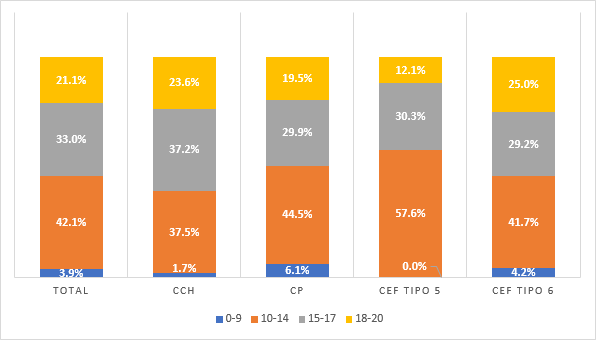 21.1% 23.6% 19.5% 12.1% 25.0%
33.0% 37.2% 29.9% 30.3% 29.2%
42.1% 37.5% 44.5% 57.6% 41.7%
3.9% 1.7% 6.1% 0.0% 4.2%
TOTAL CCH CP CEF TIPO 5 CEF TIPO 6
0-9 10-14 15-17 18-20